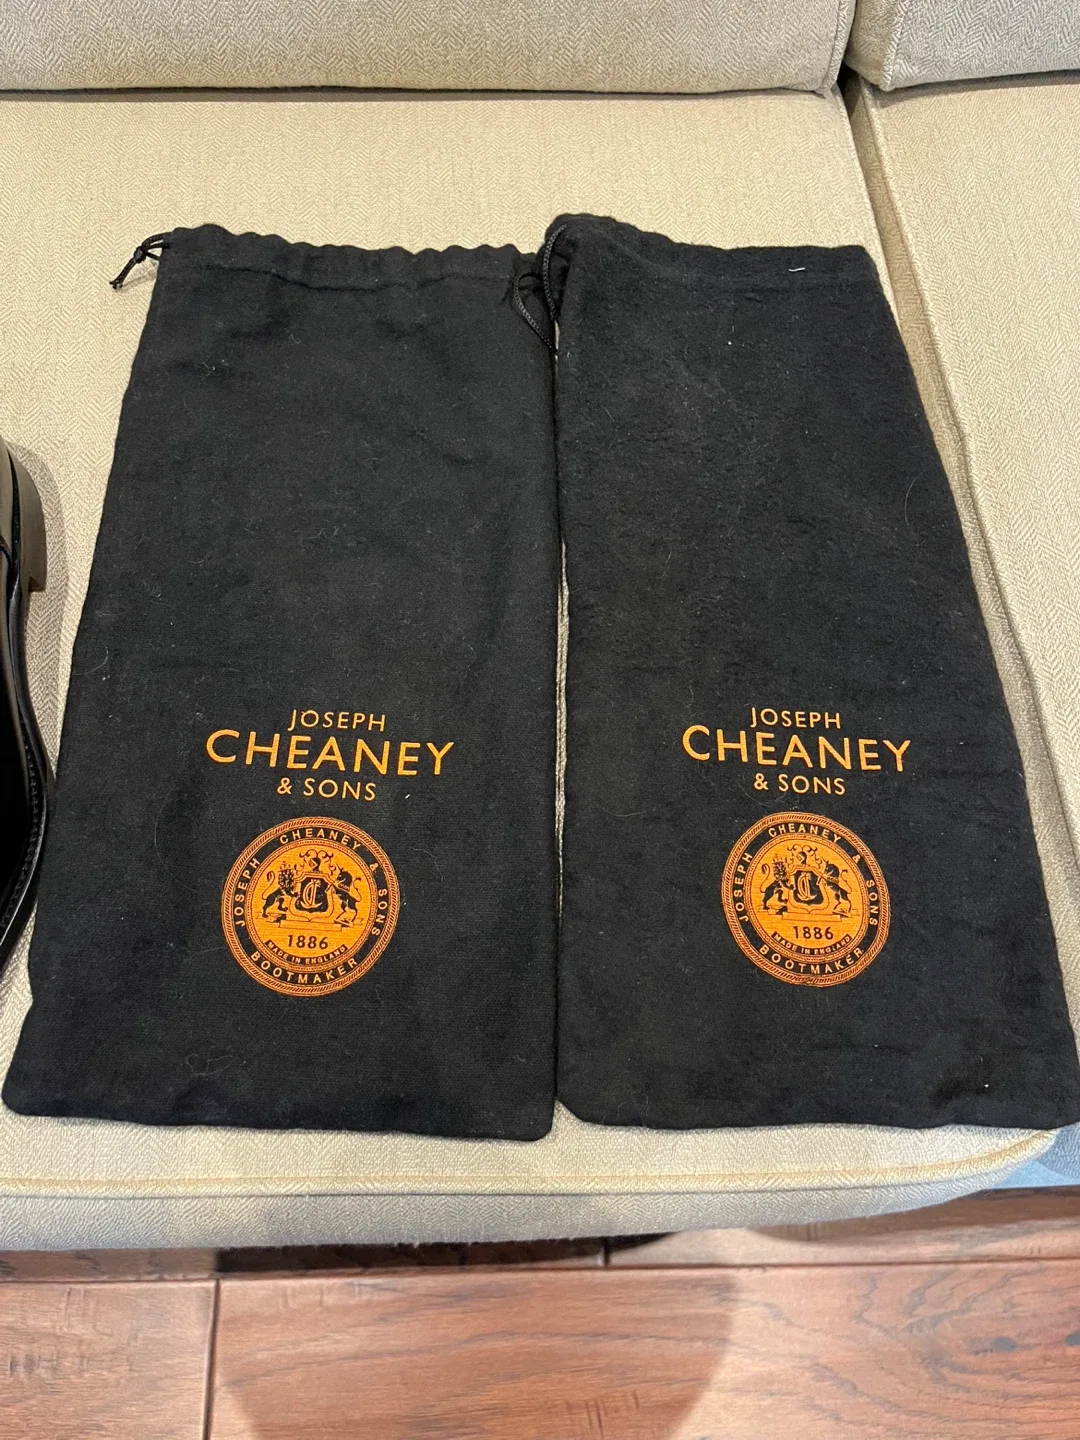 JOSEPH
CHEANEY
& SONS
JOSEPH CHEANEY & SONS
1886
MADE IN ENGLAND
BOOTMAKER
JOSEPH
CHEANEY
& SONS
JOSEPH CHEANEY & SONS
1886
MADE IN ENGLAND
BOOTMAKER